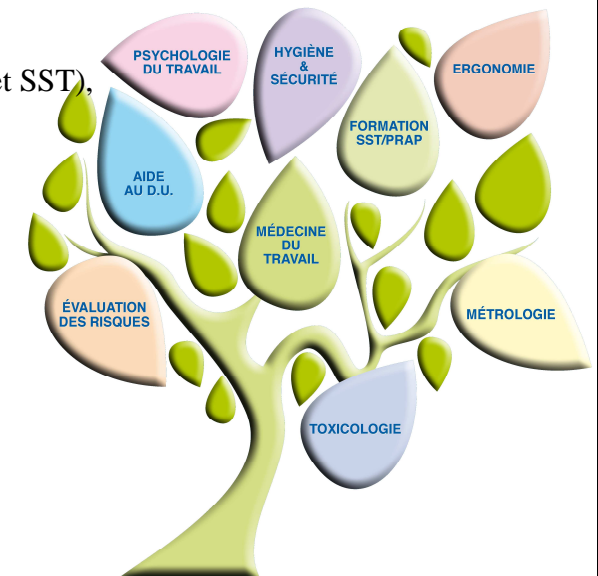 et SST),
PSYCHOLOGIE
DU TRAVAIL
HYGIÈNE
&
SÉCURITÉ
ERGONOMIE
FORMATION
SST/PRAP
AIDE
AU D.U.
MÉDECINE
DU
TRAVAIL
ÉVALUATION
DES RISQUES
MÉTROLOGIE
TOXICOLOGIE